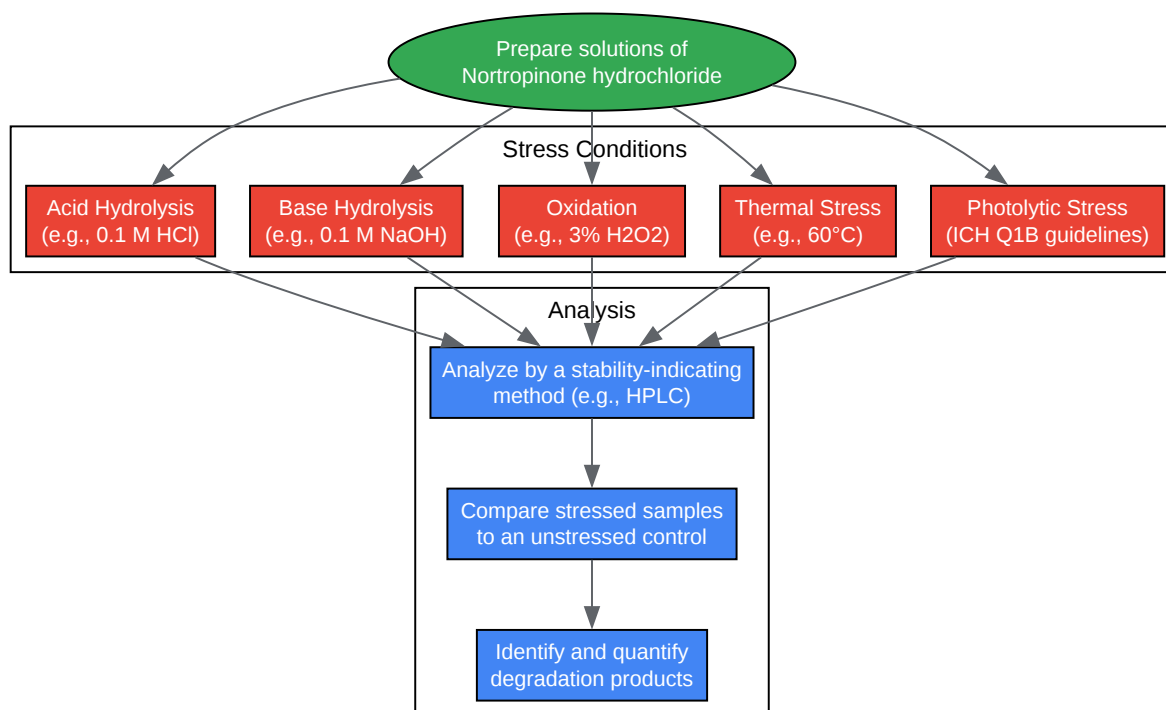 Prepare solutions of
Nortropinone hydrochloride
Stress Conditions
Acid Hydrolysis
(e.g., 0.1 M HCl)
Base Hydrolysis
(e.g., 0.1 M NaOH)
Oxidation
(e.g., 3% H2O2)
Thermal Stress
(e.g., 60°C)
Photolytic Stress
(ICH Q1B guidelines)
Analysis
Analyze by a stability-indicating
method (e.g., HPLC)
Compare stressed samples
to an unstressed control
Identify and quantify
degradation products